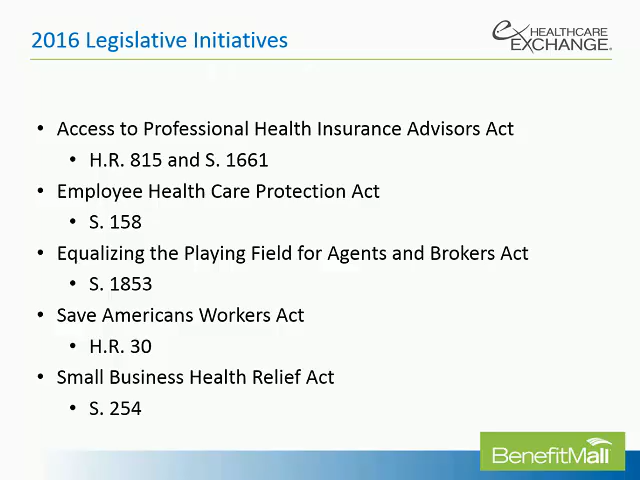 2016 Legislative Initiatives
ex HEALTHCARE
EXCHANGE.
• Access to Professional Health Insurance Advisors Act
• H.R. 815 and S. 1661
• Employee Health Care Protection Act
• S. 158
• Equalizing the Playing Field for Agents and Brokers Act
• S. 1853
• Save Americans Workers Act
• H.R. 30
• Small Business Health Relief Act
• S. 254
BenefitMall